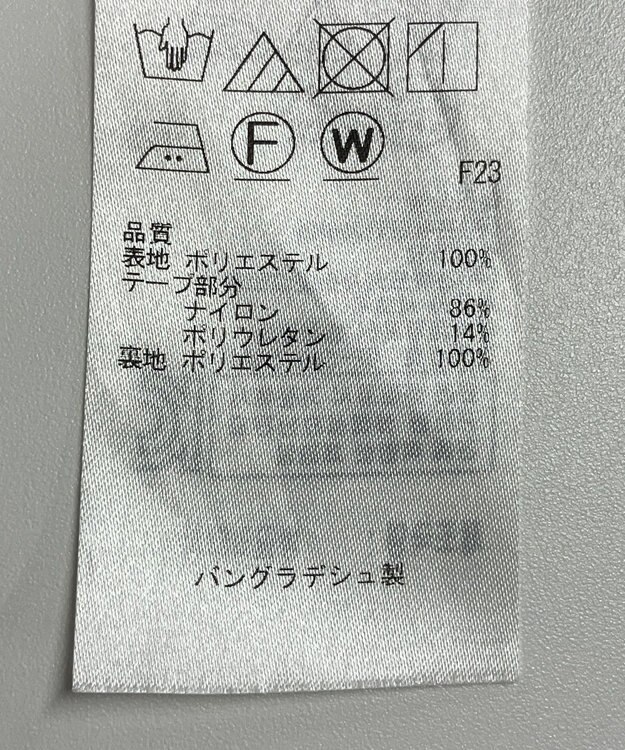 F W
F23
品質
表地 ポリエステル 100%
テープ部分
ナイロン 86%
ポリウレタン 14%
裏地 ポリエステル 100%
バングラデシュ製